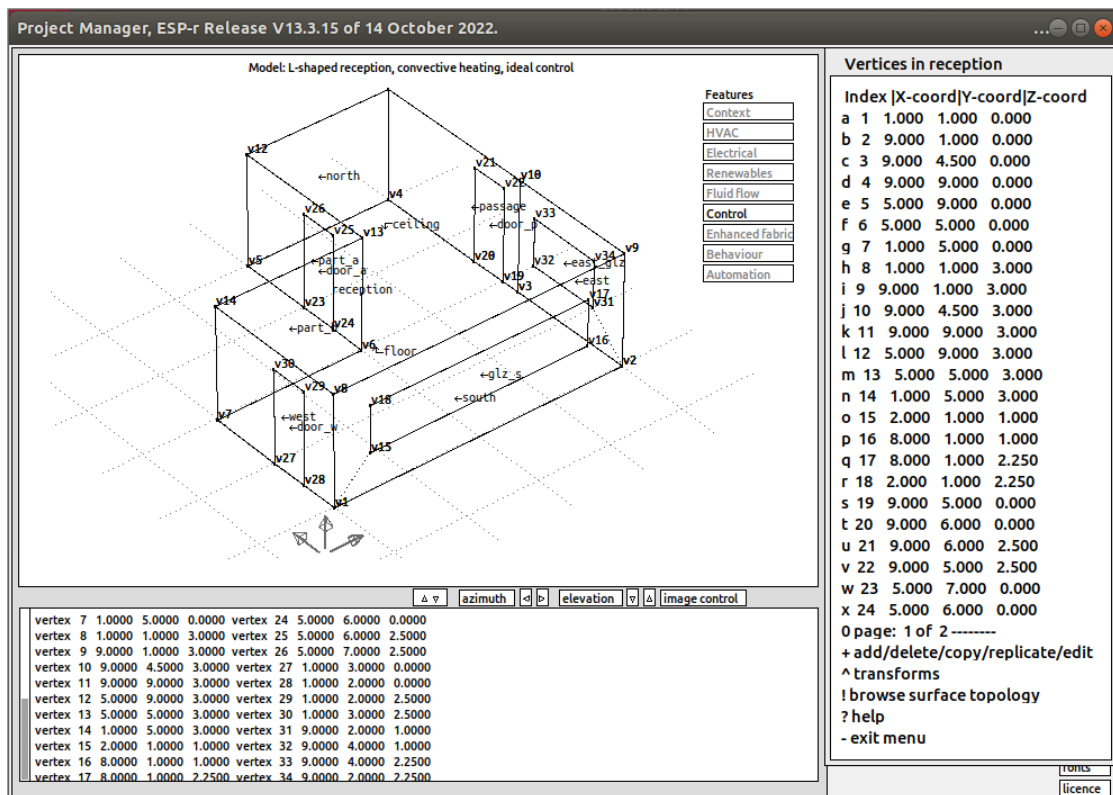 Project Manager, ESP-r Release V13.3.15 of 14 October 2022.
...
Model: L-shaped reception, convective heating, ideal control
Features
Context
HVAC
Electrical
Renewables
Fluid flow
Control
Enhanced fabric
Behaviour
Automation
v12
v21
v10
v22
←north
v4
v26
←passage
v33
v25
v13
←ceiling
←door_p
v9
v5
←part_a
v20
v32
←east_glz
v34
←door_a
v19
←east
reception
v3
v17
v14
v23
v31
←part_
v24
v16
v6
←floor
v2
v30
v29
v8
←glz_s
v7
←west
v18
←south
←door_w
v15
v27
v28
v1
azimuth
elevation
image control
vertex 7 1.0000 5.0000 0.0000 vertex 24 5.0000 6.0000 0.0000
vertex 8 1.0000 1.0000 3.0000 vertex 25 5.0000 6.0000 2.5000
vertex 9 9.0000 1.0000 3.0000 vertex 26 5.0000 7.0000 2.5000
vertex 10 9.0000 4.5000 3.0000 vertex 27 1.0000 3.0000 0.0000
vertex 11 9.0000 9.0000 3.0000 vertex 28 1.0000 2.0000 0.0000
vertex 12 5.0000 9.0000 3.0000 vertex 29 1.0000 2.0000 2.5000
vertex 13 5.0000 5.0000 3.0000 vertex 30 1.0000 3.0000 2.5000
vertex 14 1.0000 5.0000 3.0000 vertex 31 9.0000 2.0000 1.0000
vertex 15 2.0000 1.0000 1.0000 vertex 32 9.0000 4.0000 1.0000
vertex 16 8.0000 1.0000 1.0000 vertex 33 9.0000 4.0000 2.2500
vertex 17 8.0000 1.0000 2.2500 vertex 34 9.0000 2.0000 2.2500
Vertices in reception
Index |X-coord|Y-coord|Z-coord
a 1 1.000 1.000 0.000
b 2 9.000 1.000 0.000
c 3 9.000 4.500 0.000
d 4 9.000 9.000 0.000
e 5 5.000 9.000 0.000
f 6 5.000 5.000 0.000
g 7 1.000 5.000 0.000
h 8 1.000 1.000 3.000
i 9 9.000 1.000 3.000
j 10 9.000 4.500 3.000
k 11 9.000 9.000 3.000
l 12 5.000 9.000 3.000
m 13 5.000 5.000 3.000
n 14 1.000 5.000 3.000
o 15 2.000 1.000 1.000
p 16 8.000 1.000 1.000
q 17 8.000 1.000 2.250
r 18 2.000 1.000 2.250
s 19 9.000 5.000 0.000
t 20 9.000 6.000 0.000
u 21 9.000 6.000 2.500
v 22 9.000 5.000 2.500
w 23 5.000 7.000 0.000
x 24 5.000 6.000 0.000
0 page: 1 of 2 --------
+ add/delete/copy/replicate/edit
^ transforms
! browse surface topology
? help
- exit menu
fonts
licence